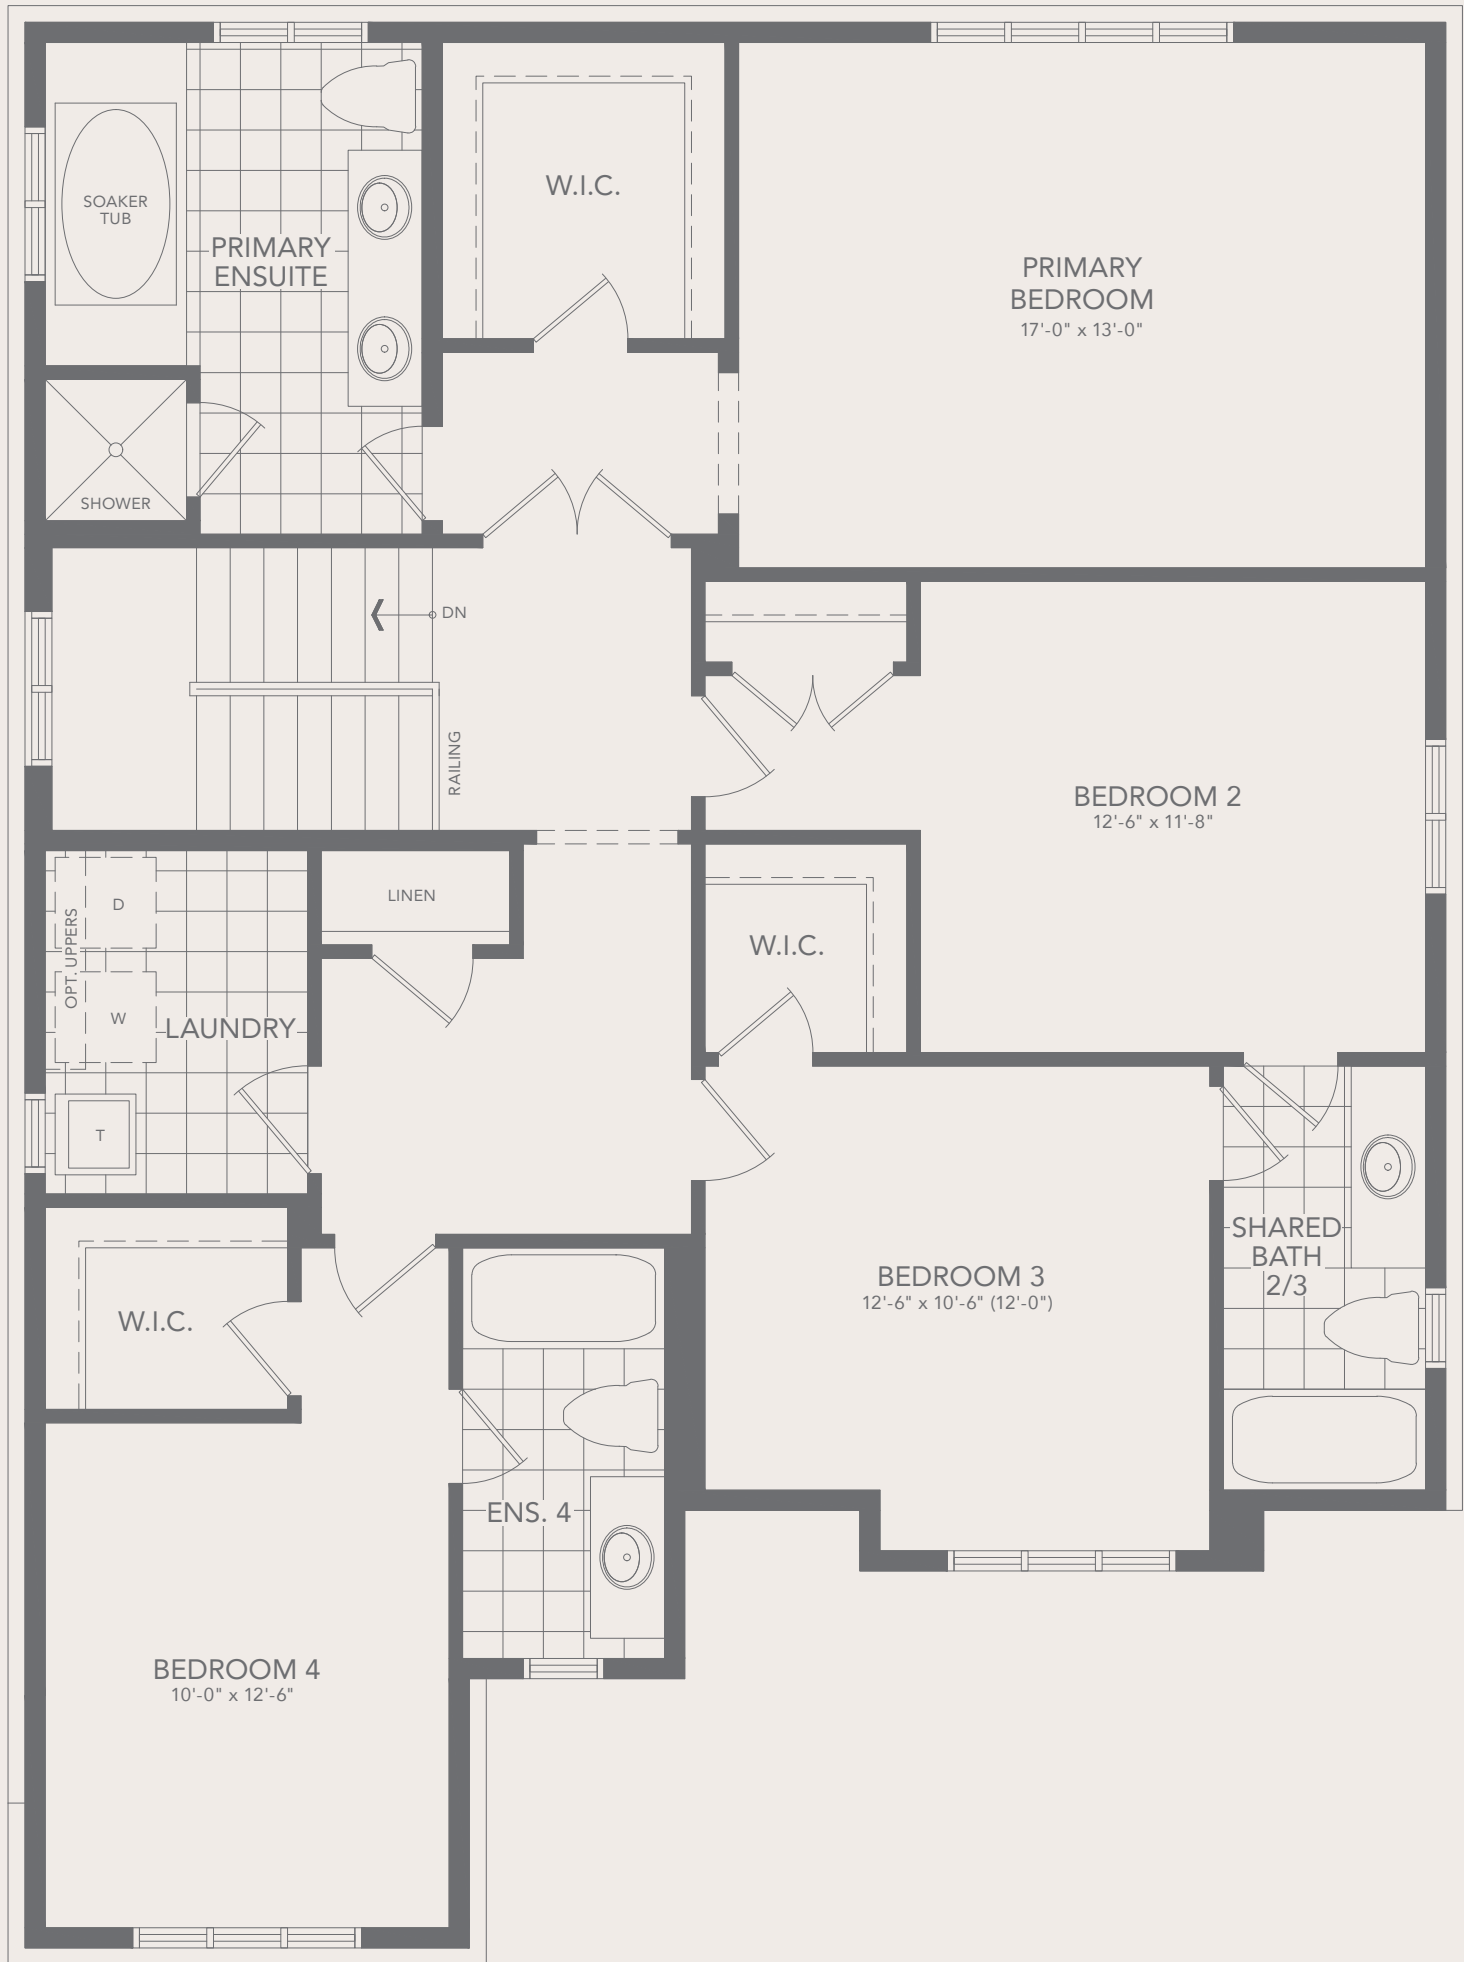 SOAKER
TUB
PRIMARY
ENSUITE
W.I.C.
PRIMARY
BEDROOM
17'-0" x 13'-0"
SHOWER
DN
RAILING
BEDROOM 2
12'-6" x 11'-8"
LINEN
D
OPT. UPPERS
W
LAUNDRY
T
W.I.C.
SHARED
BATH
2/3
BEDROOM 3
12'-6" x 10'-6" (12'-0")
W.I.C.
ENS. 4
BEDROOM 4
10'-0" x 12'-6"